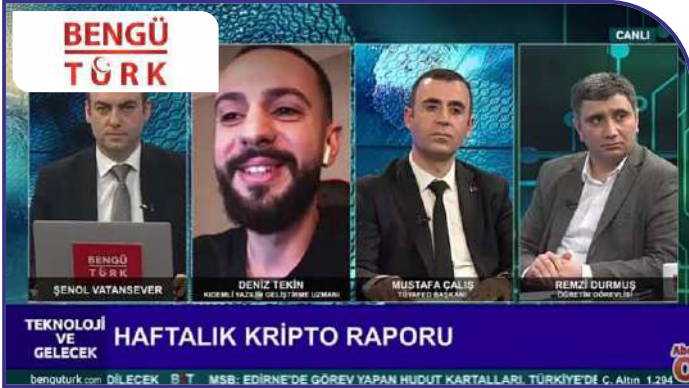 BENGÜ
TÜRK
CANLI
BENGÜ
TÜRK
ŞENOL VATANSEVER
DENİZ TEKİN
KIDEMLİ YAZILIM GELİŞTİRME UZMANI
MUSTAFA ÇALIŞ
TÜYAFED BAŞKANI
REMZİ DURMUŞ
ÖĞRETİM GÖREVLİSİ
TEKNOLOJİ
VE
GELECEK
HAFTALIK KRİPTO RAPORU
benguturk.com DİLECEK MSB: EDİRNE'DE GÖREV YAPAN HUDUT KARTALLARI, TÜRKİYE'DE Ç. Altın 1.294